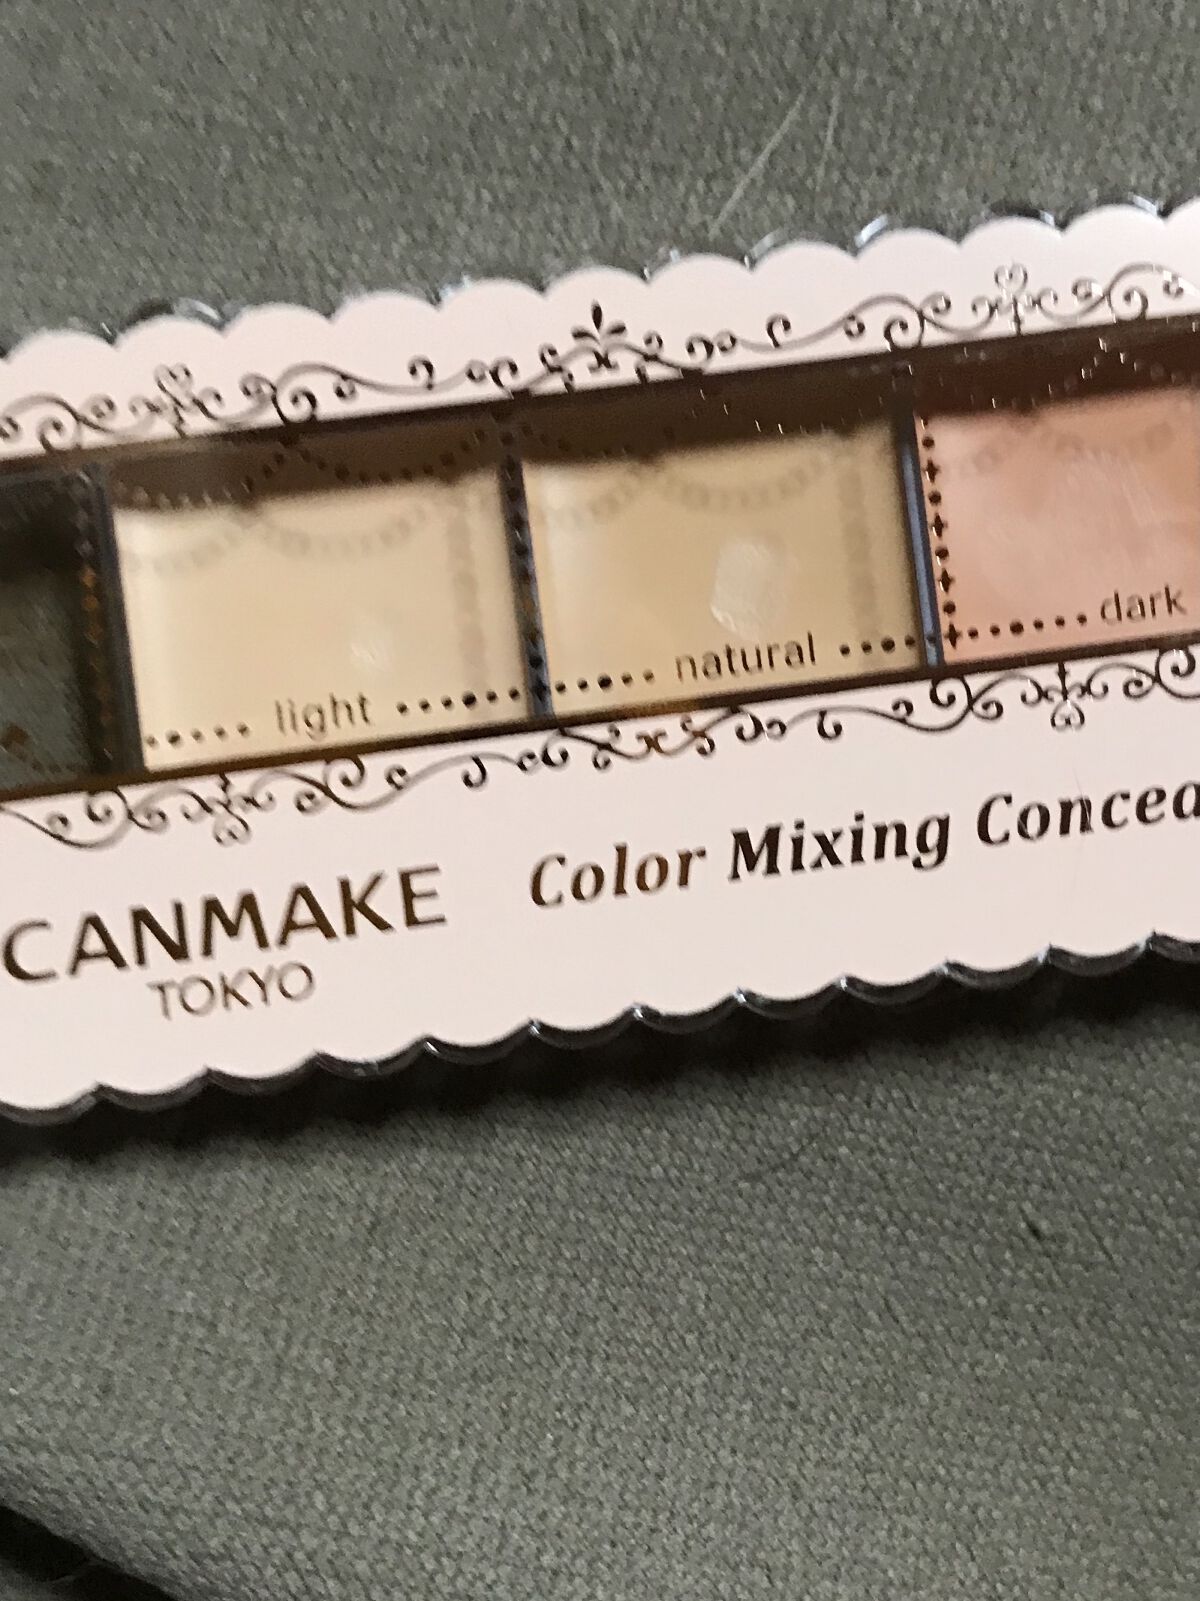 light natural dark
CANMAKE
TOKYO
Color Mixing Concea